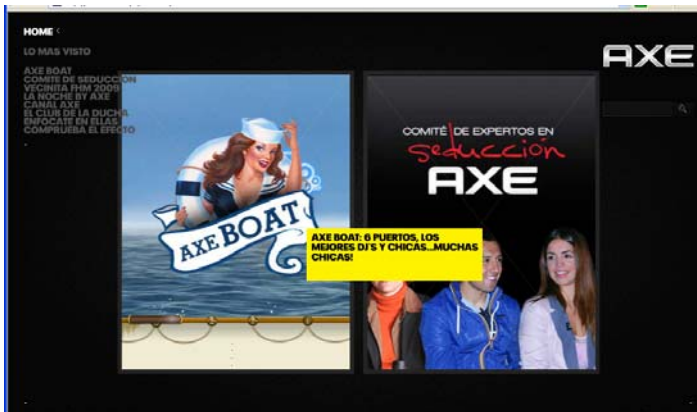 HOME <
LO MAS VISTO
AXE BOAT
COMITE DE SEDUCCION
VECINITA FHM 2009
LA NOCHE BY AXE
CANAL AXE
EL CLUB DE LA DUCHA
ENFOCATE EN ELLAS
COMPRUEBA EL EFECTO
AXE
AXE BOAT
COMITÉ DE EXPERTOS EN
seducción
AXE
AXE BOAT: 6 PUERTOS, LOS
MEJORES DJ'S Y CHICAS...MUCHAS
CHICAS!